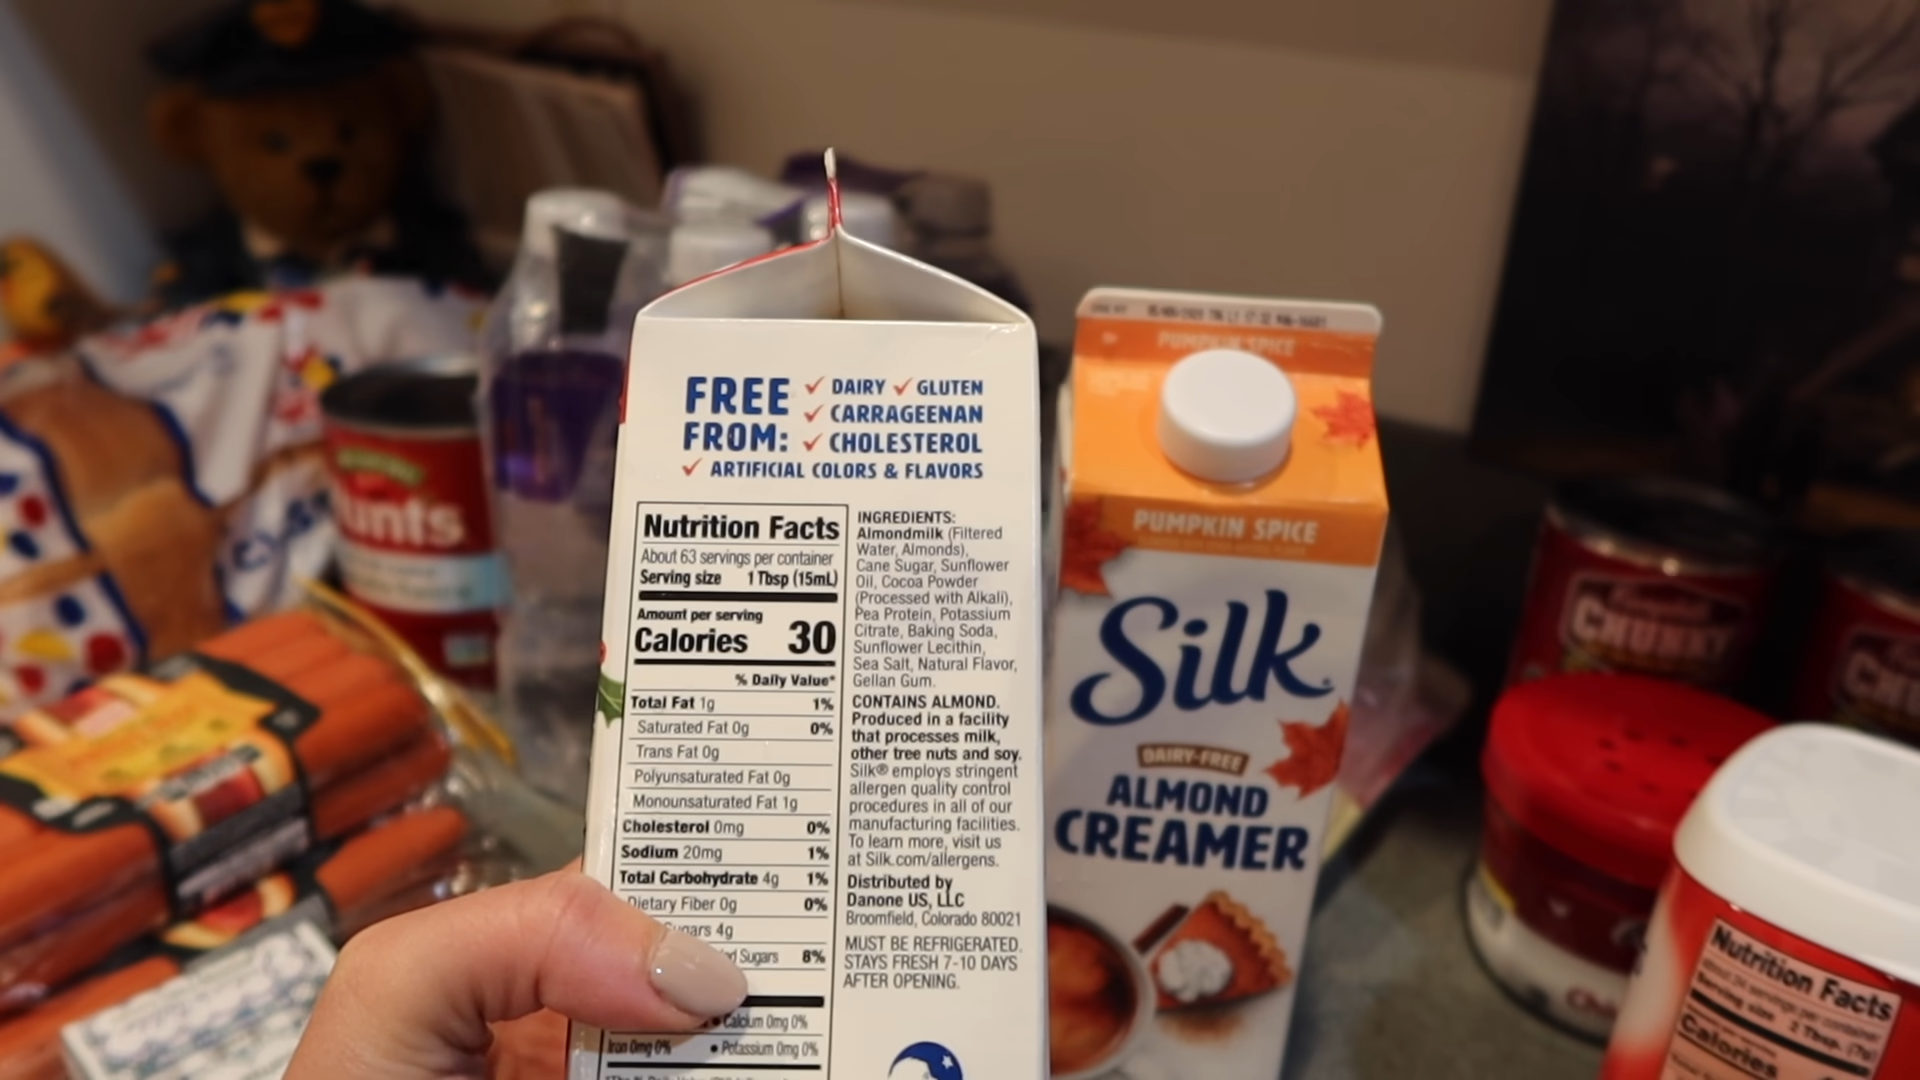 FREE FROM:
✓ DAIRY ✓ GLUTEN
✓ CARRAGEENAN
✓ CHOLESTEROL
✓ ARTIFICIAL COLORS & FLAVORS
Nutrition Facts
About 63 servings per container
Serving size 1 Tbsp (15mL)
Amount per serving
Calories 30
% Daily Value*
Total Fat 1g 1%
Saturated Fat 0g 0%
Trans Fat 0g
Polyunsaturated Fat 0g
Monounsaturated Fat 1g
Cholesterol 0mg 0%
Sodium 20mg 1%
Total Carbohydrate 4g 1%
Dietary Fiber 0g 0%
Sugars 4g
Sugars 8%
• Calcium 0mg 0%
Iron 0mg 0% • Potassium 0mg 0%
INGREDIENTS:
Almondmilk (Filtered
Water, Almonds),
Cane Sugar, Sunflower
Oil, Cocoa Powder
(Processed with Alkali),
Pea Protein, Potassium
Citrate, Baking Soda,
Sunflower Lecithin,
Sea Salt, Natural Flavor,
Gellan Gum.
CONTAINS ALMOND.
Produced in a facility
that processes milk,
other tree nuts and soy.
Silk® employs stringent
allergen quality control
procedures in all of our
manufacturing facilities.
To learn more, visit us
at Silk.com/allergens.
Distributed by
Danone US, LLC
Broomfield, Colorado 80021
MUST BE REFRIGERATED.
STAYS FRESH 7-10 DAYS
AFTER OPENING.
PUMPKIN SPICE
PUMPKIN SPICE
Silk
DAIRY-FREE
ALMOND
CREAMER
unts
CHUNKY
Nutrition Facts
Serving size 2 Tbsp. (7g)
Calories